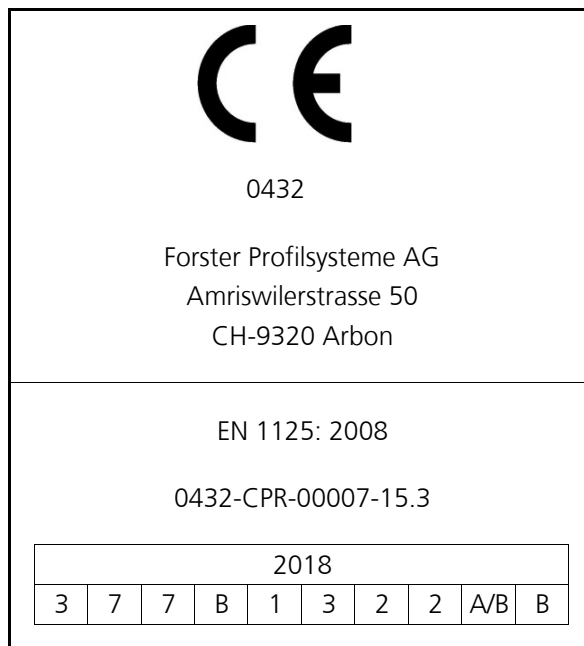 CE
0432
Forster Profilsysteme AG
Amriswilerstrasse 50
CH-9320 Arbon
EN 1125: 2008
0432-CPR-00007-15.3
2018
3 7 7 B 1 3 2 2 A/B B